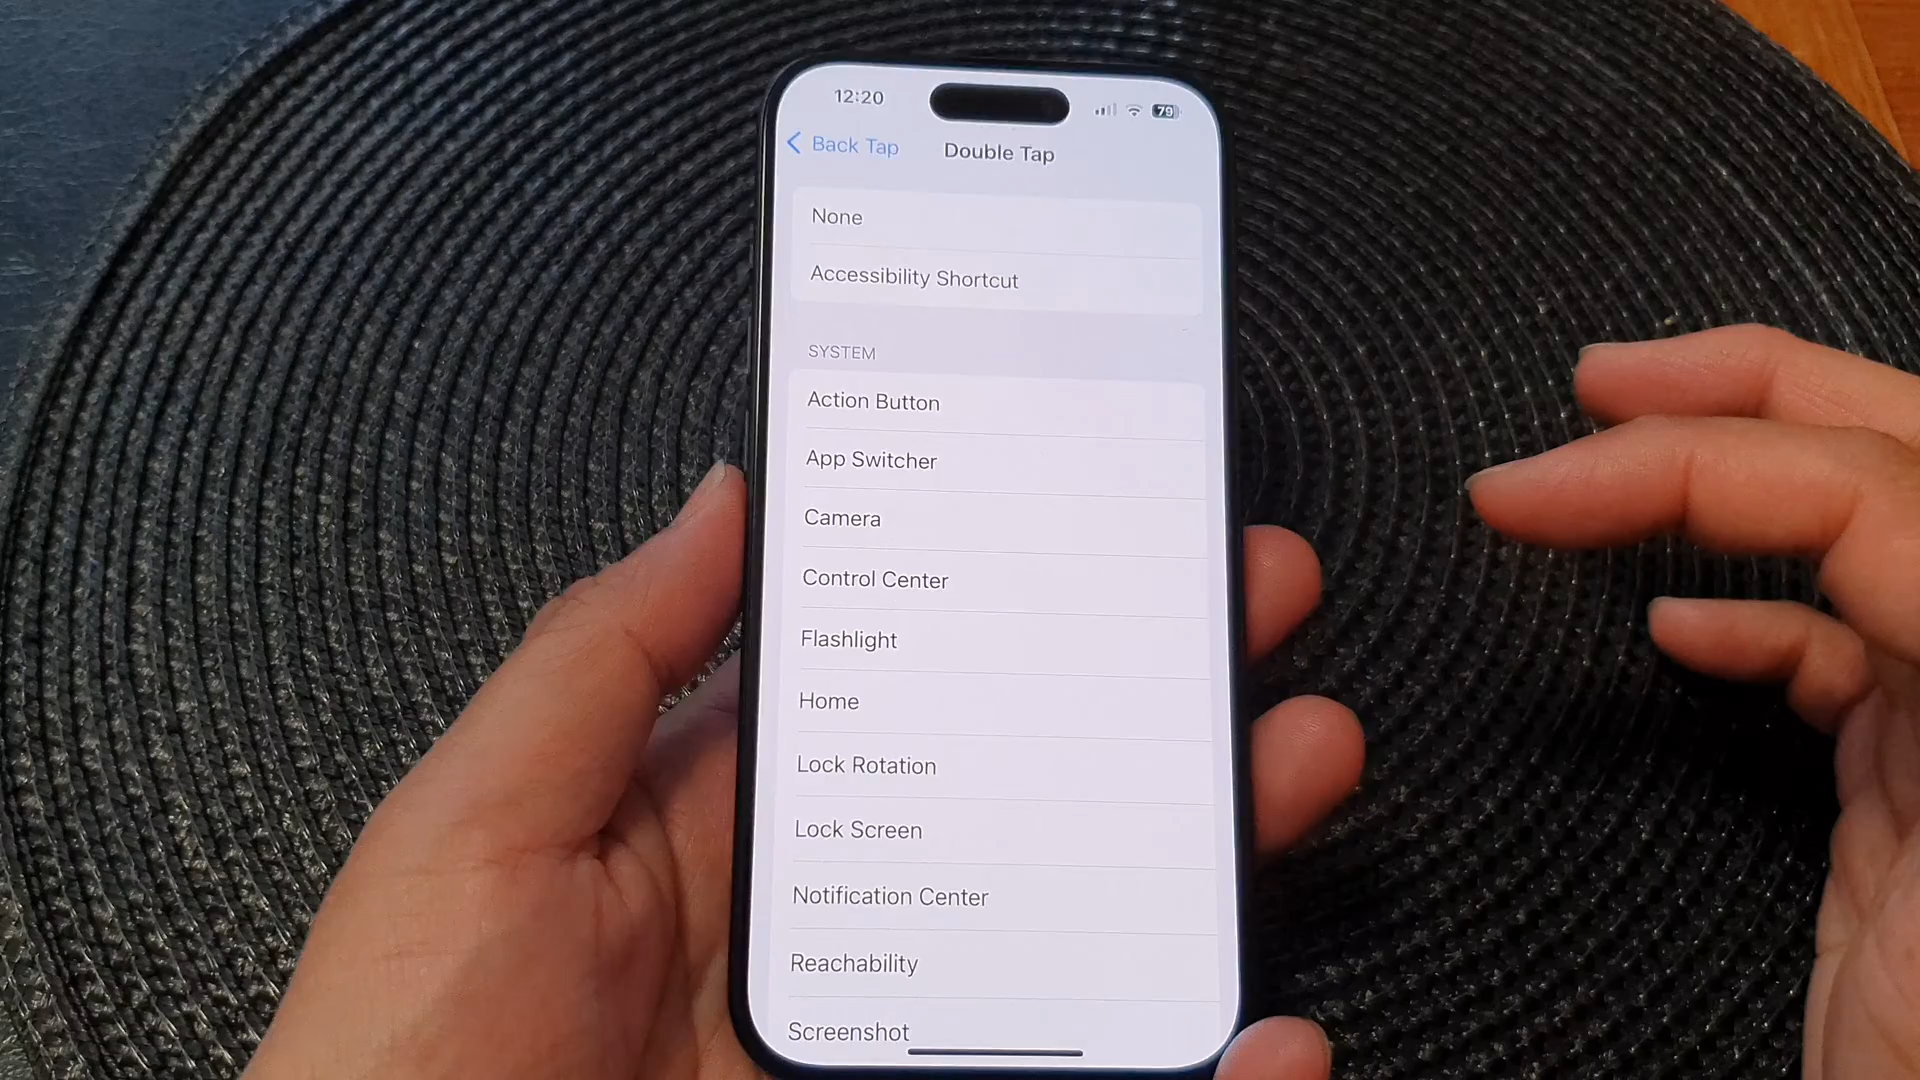 12:20
79
Back Tap
Double Tap
None
Accessibility Shortcut
SYSTEM
Action Button
App Switcher
Camera
Control Center
Flashlight
Home
Lock Rotation
Lock Screen
Notification Center
Reachability
Screenshot